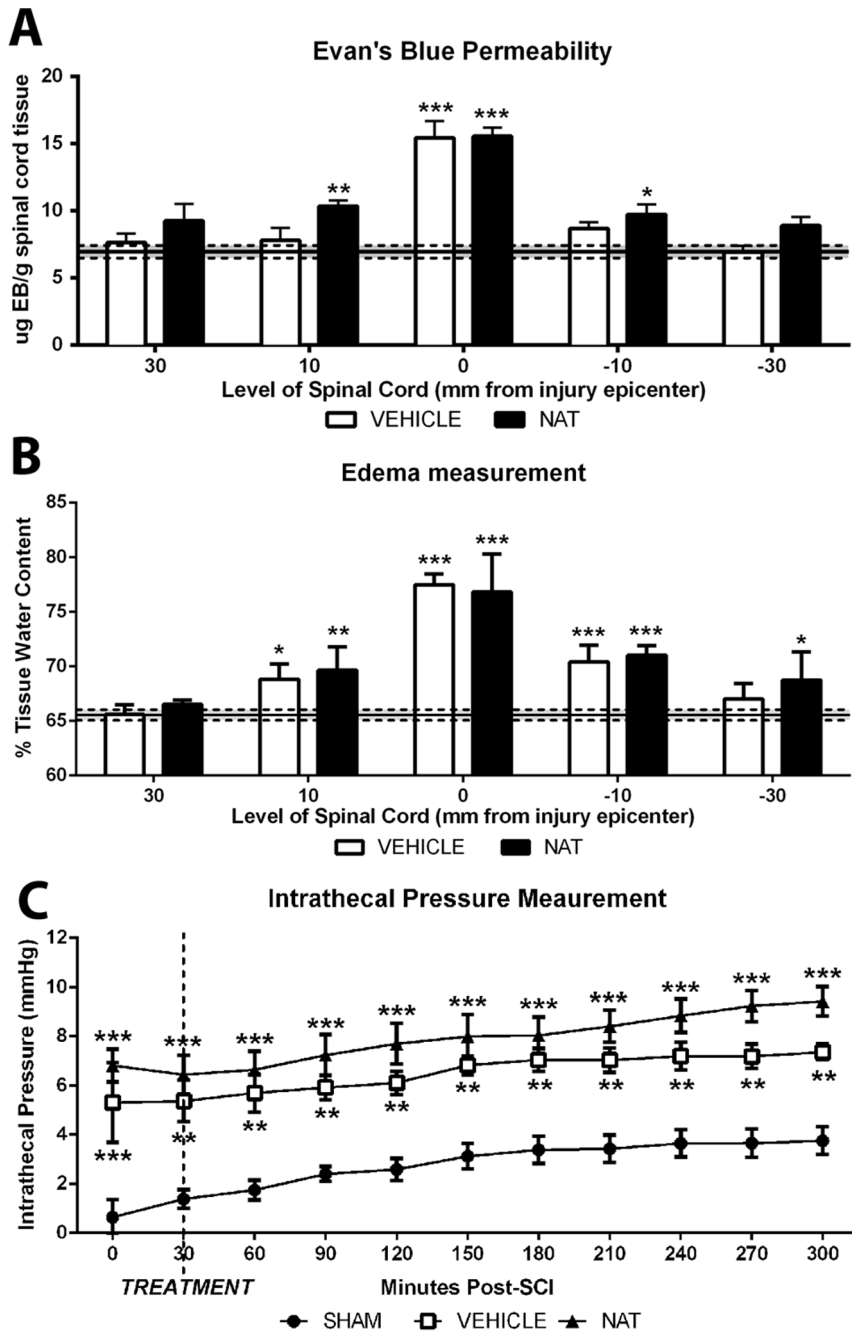 A
Evan's Blue Permeability
ug EB/g spinal cord tissue
20
15
10
5
0
***
***
**
*
30
10
0
-10
-30
Level of Spinal Cord (mm from injury epicenter)
VEHICLE
NAT
B
Edema measurement
% Tissue Water Content
85
80
75
70
65
60
*
**
***
***
***
***
*
30
10
0
-10
-30
Level of Spinal Cord (mm from injury epicenter)
VEHICLE
NAT
C
Intrathecal Pressure Meaurement
Intrathecal Pressure (mmHg)
12
10
8
6
4
2
0
*** *** *** *** *** *** *** *** *** *** ***
*** ** ** ** ** ** ** ** ** ** **
0 30 60 90 120 150 180 210 240 270 300
TREATMENT
Minutes Post-SCI
SHAM
VEHICLE
NAT